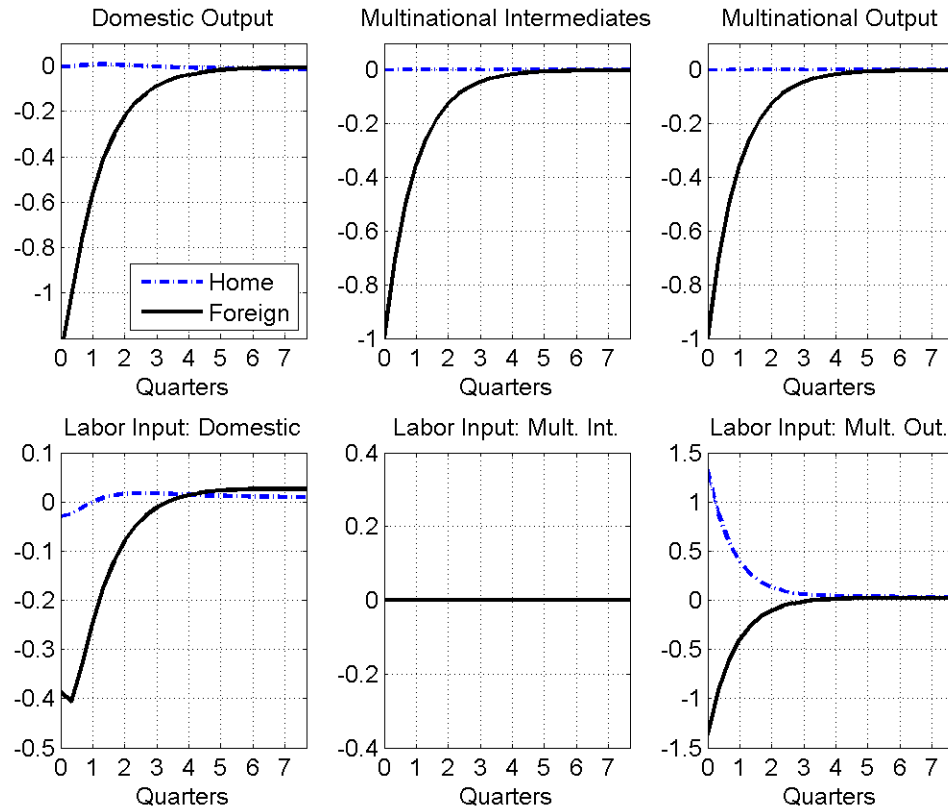 Domestic Output
Multinational Intermediates
Multinational Output
0
-0.2
-0.4
-0.6
-0.8
-1
Home
Foreign
0 1 2 3 4 5 6 7
Quarters
0
-0.2
-0.4
-0.6
-0.8
-1
0 1 2 3 4 5 6 7
Quarters
0
-0.2
-0.4
-0.6
-0.8
-1
0 1 2 3 4 5 6 7
Quarters
Labor Input: Domestic
0.1
0
-0.1
-0.2
-0.3
-0.4
-0.5
0 1 2 3 4 5 6 7
Quarters
Labor Input: Mult. Int.
0.4
0.2
0
-0.2
-0.4
0 1 2 3 4 5 6 7
Quarters
Labor Input: Mult. Out.
1.5
1
0.5
0
-0.5
-1
-1.5
0 1 2 3 4 5 6 7
Quarters